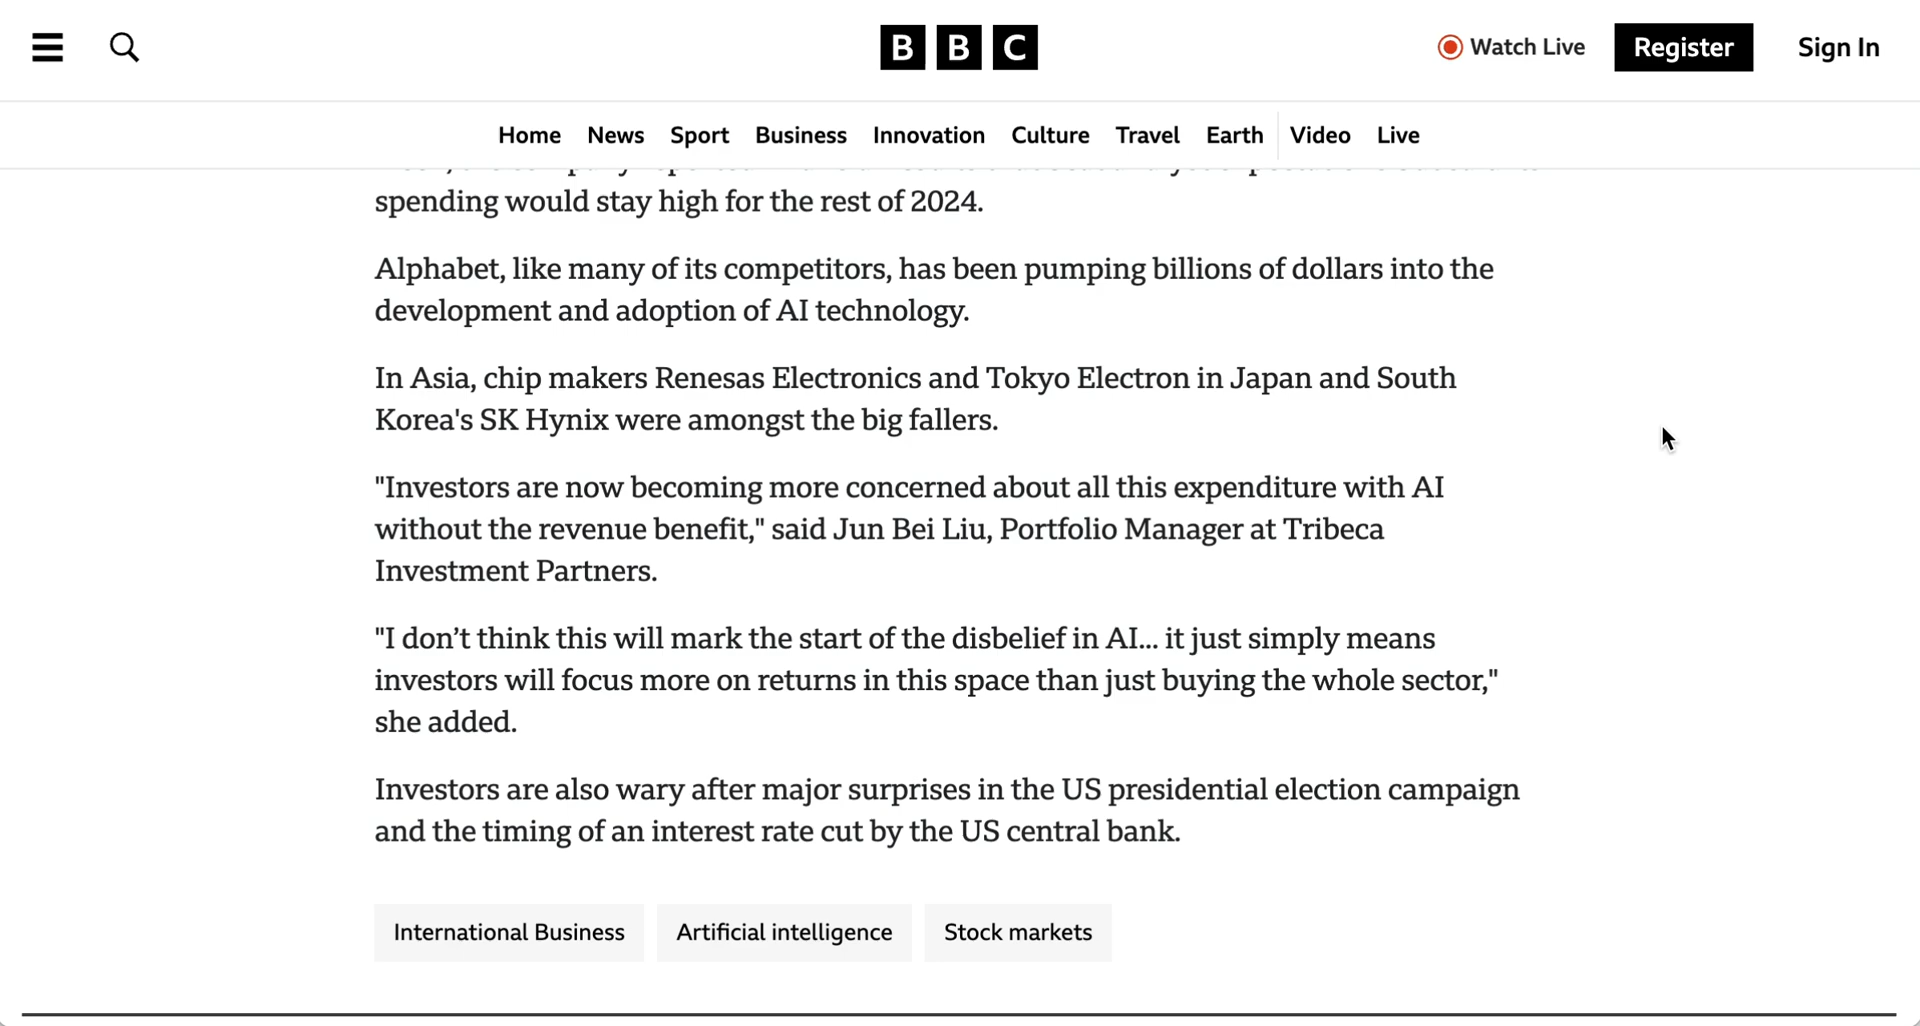 BBC
Watch Live
Register
Sign In
Home News Sport Business Innovation Culture Travel Earth Video Live
spending would stay high for the rest of 2024.
Alphabet, like many of its competitors, has been pumping billions of dollars into the
development and adoption of AI technology.
In Asia, chip makers Renesas Electronics and Tokyo Electron in Japan and South
Korea's SK Hynix were amongst the big fallers.
"Investors are now becoming more concerned about all this expenditure with AI
without the revenue benefit," said Jun Bei Liu, Portfolio Manager at Tribeca
Investment Partners.
"I don’t think this will mark the start of the disbelief in AI... it just simply means
investors will focus more on returns in this space than just buying the whole sector,"
she added.
Investors are also wary after major surprises in the US presidential election campaign
and the timing of an interest rate cut by the US central bank.
International Business
Artificial intelligence
Stock markets